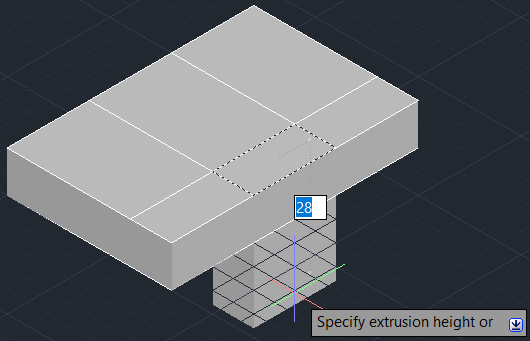 28
Specify extrusion height or